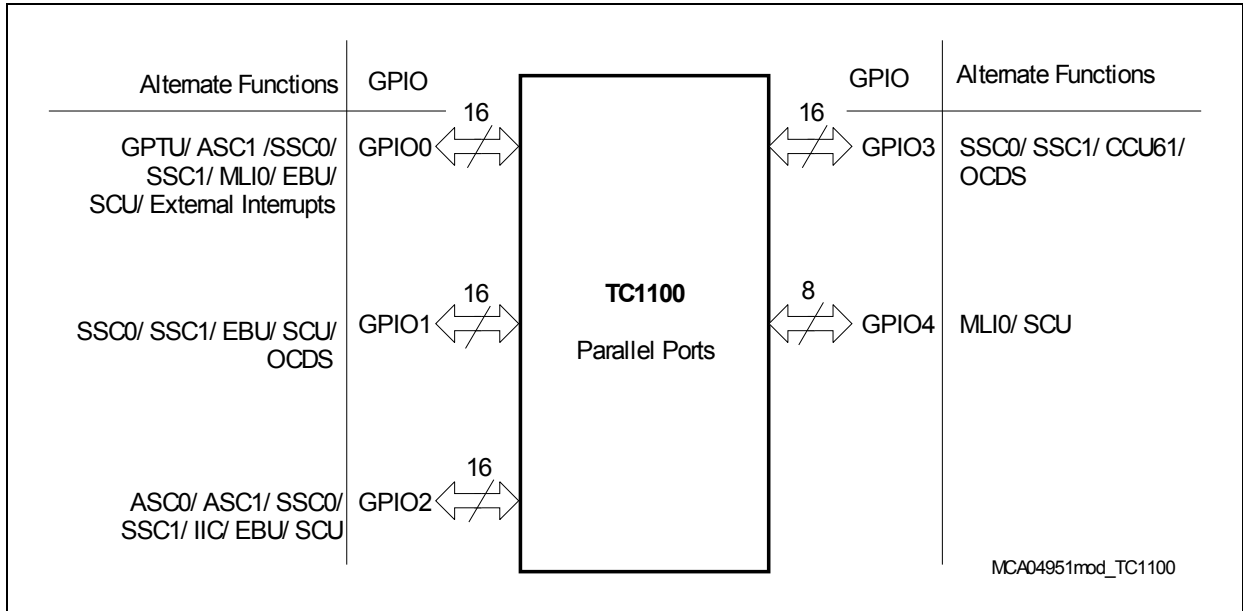 Alternate Functions GPIO
16
GPTU/ ASC1 /SSC0/ GPIO0
SSC1/ MLI0/ EBU/
SCU/ External Interrupts
16
SSC0/ SSC1/ EBU/ SCU/ GPIO1
OCDS
16
ASC0/ ASC1/ SSC0/ GPIO2
SSC1/ IIC/ EBU/ SCU
TC1100
Parallel Ports
GPIO Alternate Functions
16
GPIO3 SSC0/ SSC1/ CCU61/
OCDS
8
GPIO4 MLI0/ SCU
MCA04951mod_TC1100